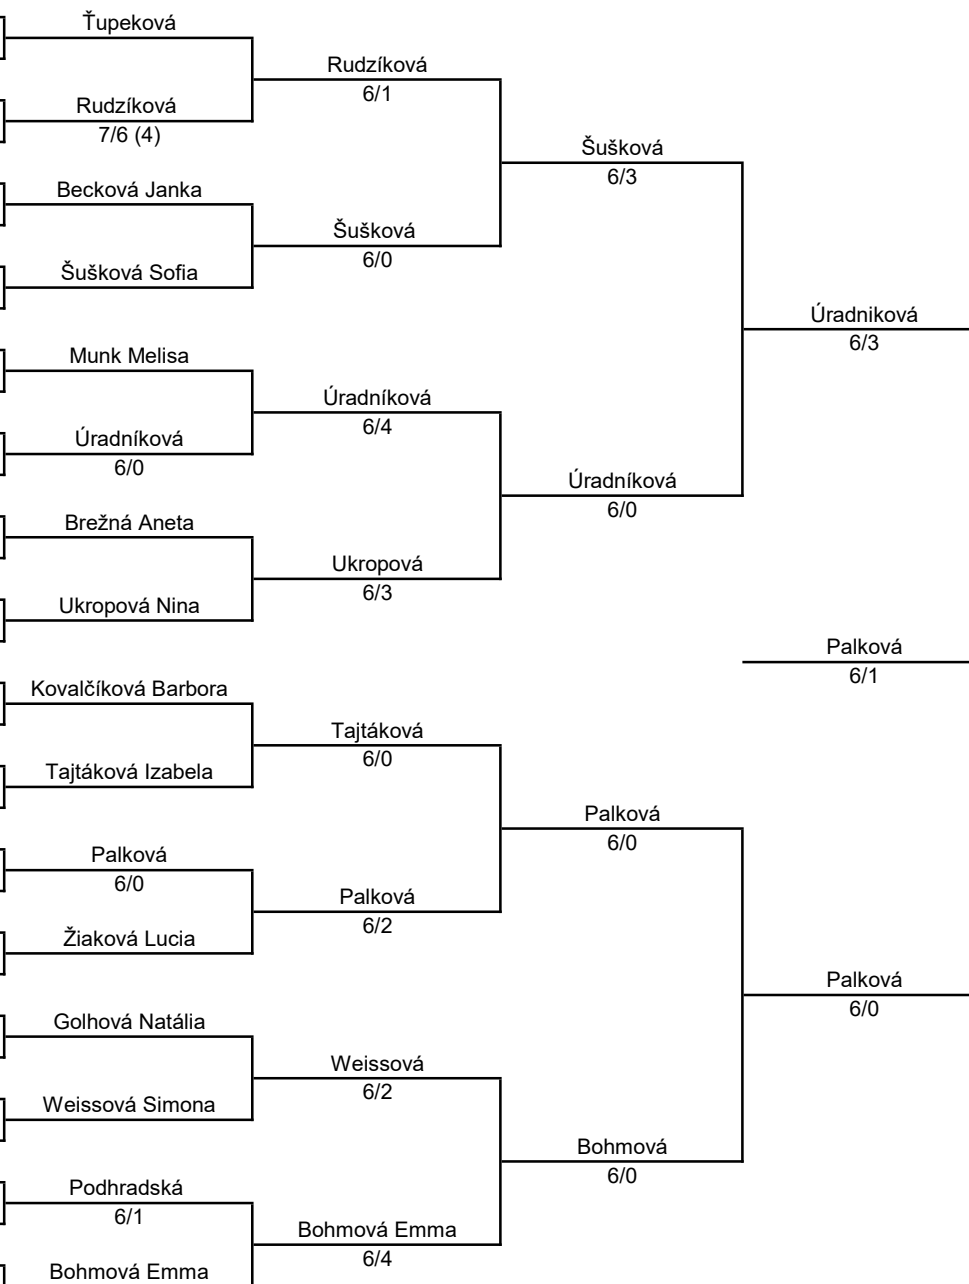 Ťupeková
Rudzíková
6/1
Rudzíková
7/6 (4)
Šušková
6/3
Becková Janka
Šušková
6/0
Šušková Sofia
Úradniková
6/3
Munk Melisa
Úradníková
6/4
Úradníková
6/0
Úradníková
6/0
Brežná Aneta
Ukropová
6/3
Ukropová Nina
Palková
6/1
Kovalčíková Barbora
Tajtáková
6/0
Tajtáková Izabela
Palková
6/0
Palková
6/0
Palková
6/2
Žiaková Lucia
Palková
6/0
Golhová Natália
Weissová
6/2
Weissová Simona
Bohmová
6/0
Podhradská
6/1
Bohmová Emma
6/4
Bohmová Emma